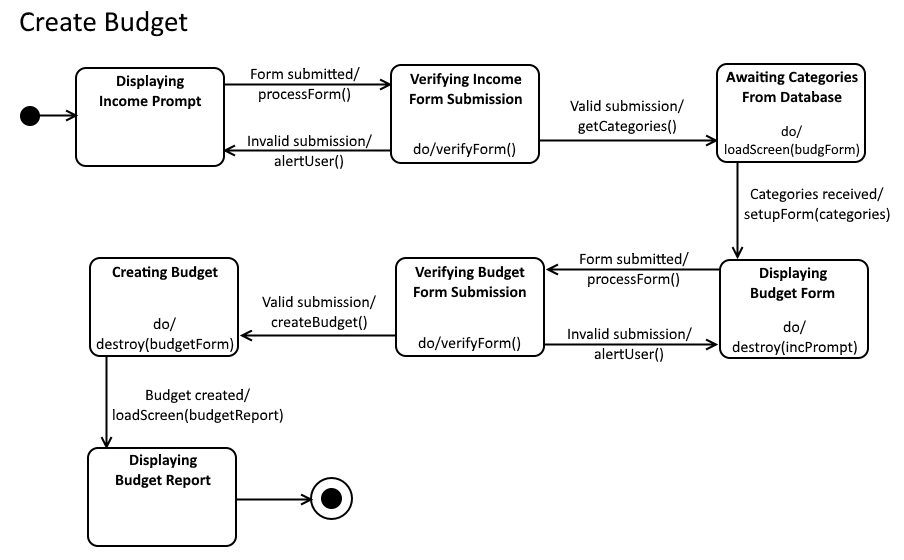 Create Budget
Displaying
Income Prompt
Form submitted/
processForm()
Invalid submission/
alertUser()
Verifying Income
Form Submission
do/verifyForm()
Valid submission/
getCategories()
Awaiting Categories
From Database
do/
loadScreen(budgForm)
Categories received/
setupForm(categories)
Displaying
Budget Form
do/
destroy(incPrompt)
Form submitted/
processForm()
Invalid submission/
alertUser()
Verifying Budget
Form Submission
do/verifyForm()
Valid submission/
createBudget()
Creating Budget
do/
destroy(budgetForm)
Budget created/
loadScreen(budgetReport)
Displaying
Budget Report